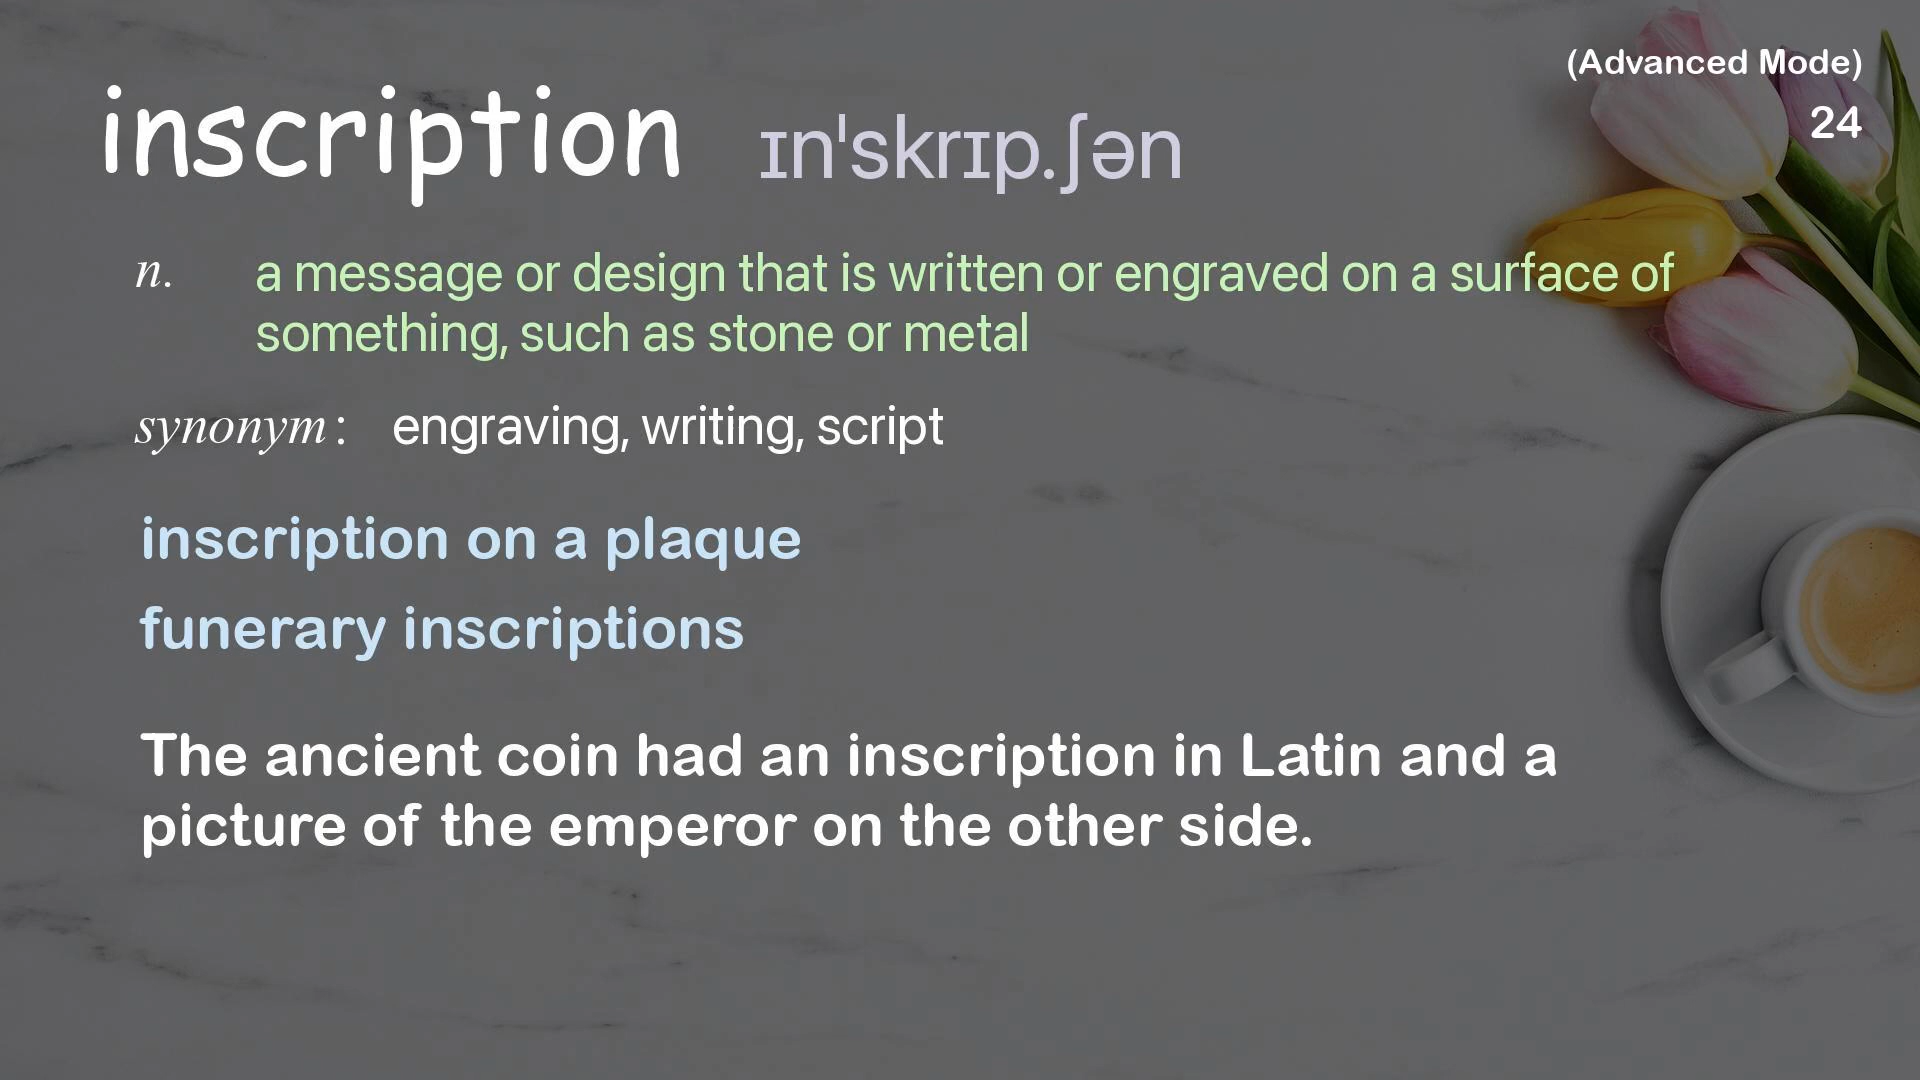 (Advanced Mode)
24
inscription ɪnˈskrɪp.ʃən
n. a message or design that is written or engraved on a surface of
something, such as stone or metal
synonym: engraving, writing, script
inscription on a plaque
funerary inscriptions
The ancient coin had an inscription in Latin and a
picture of the emperor on the other side.